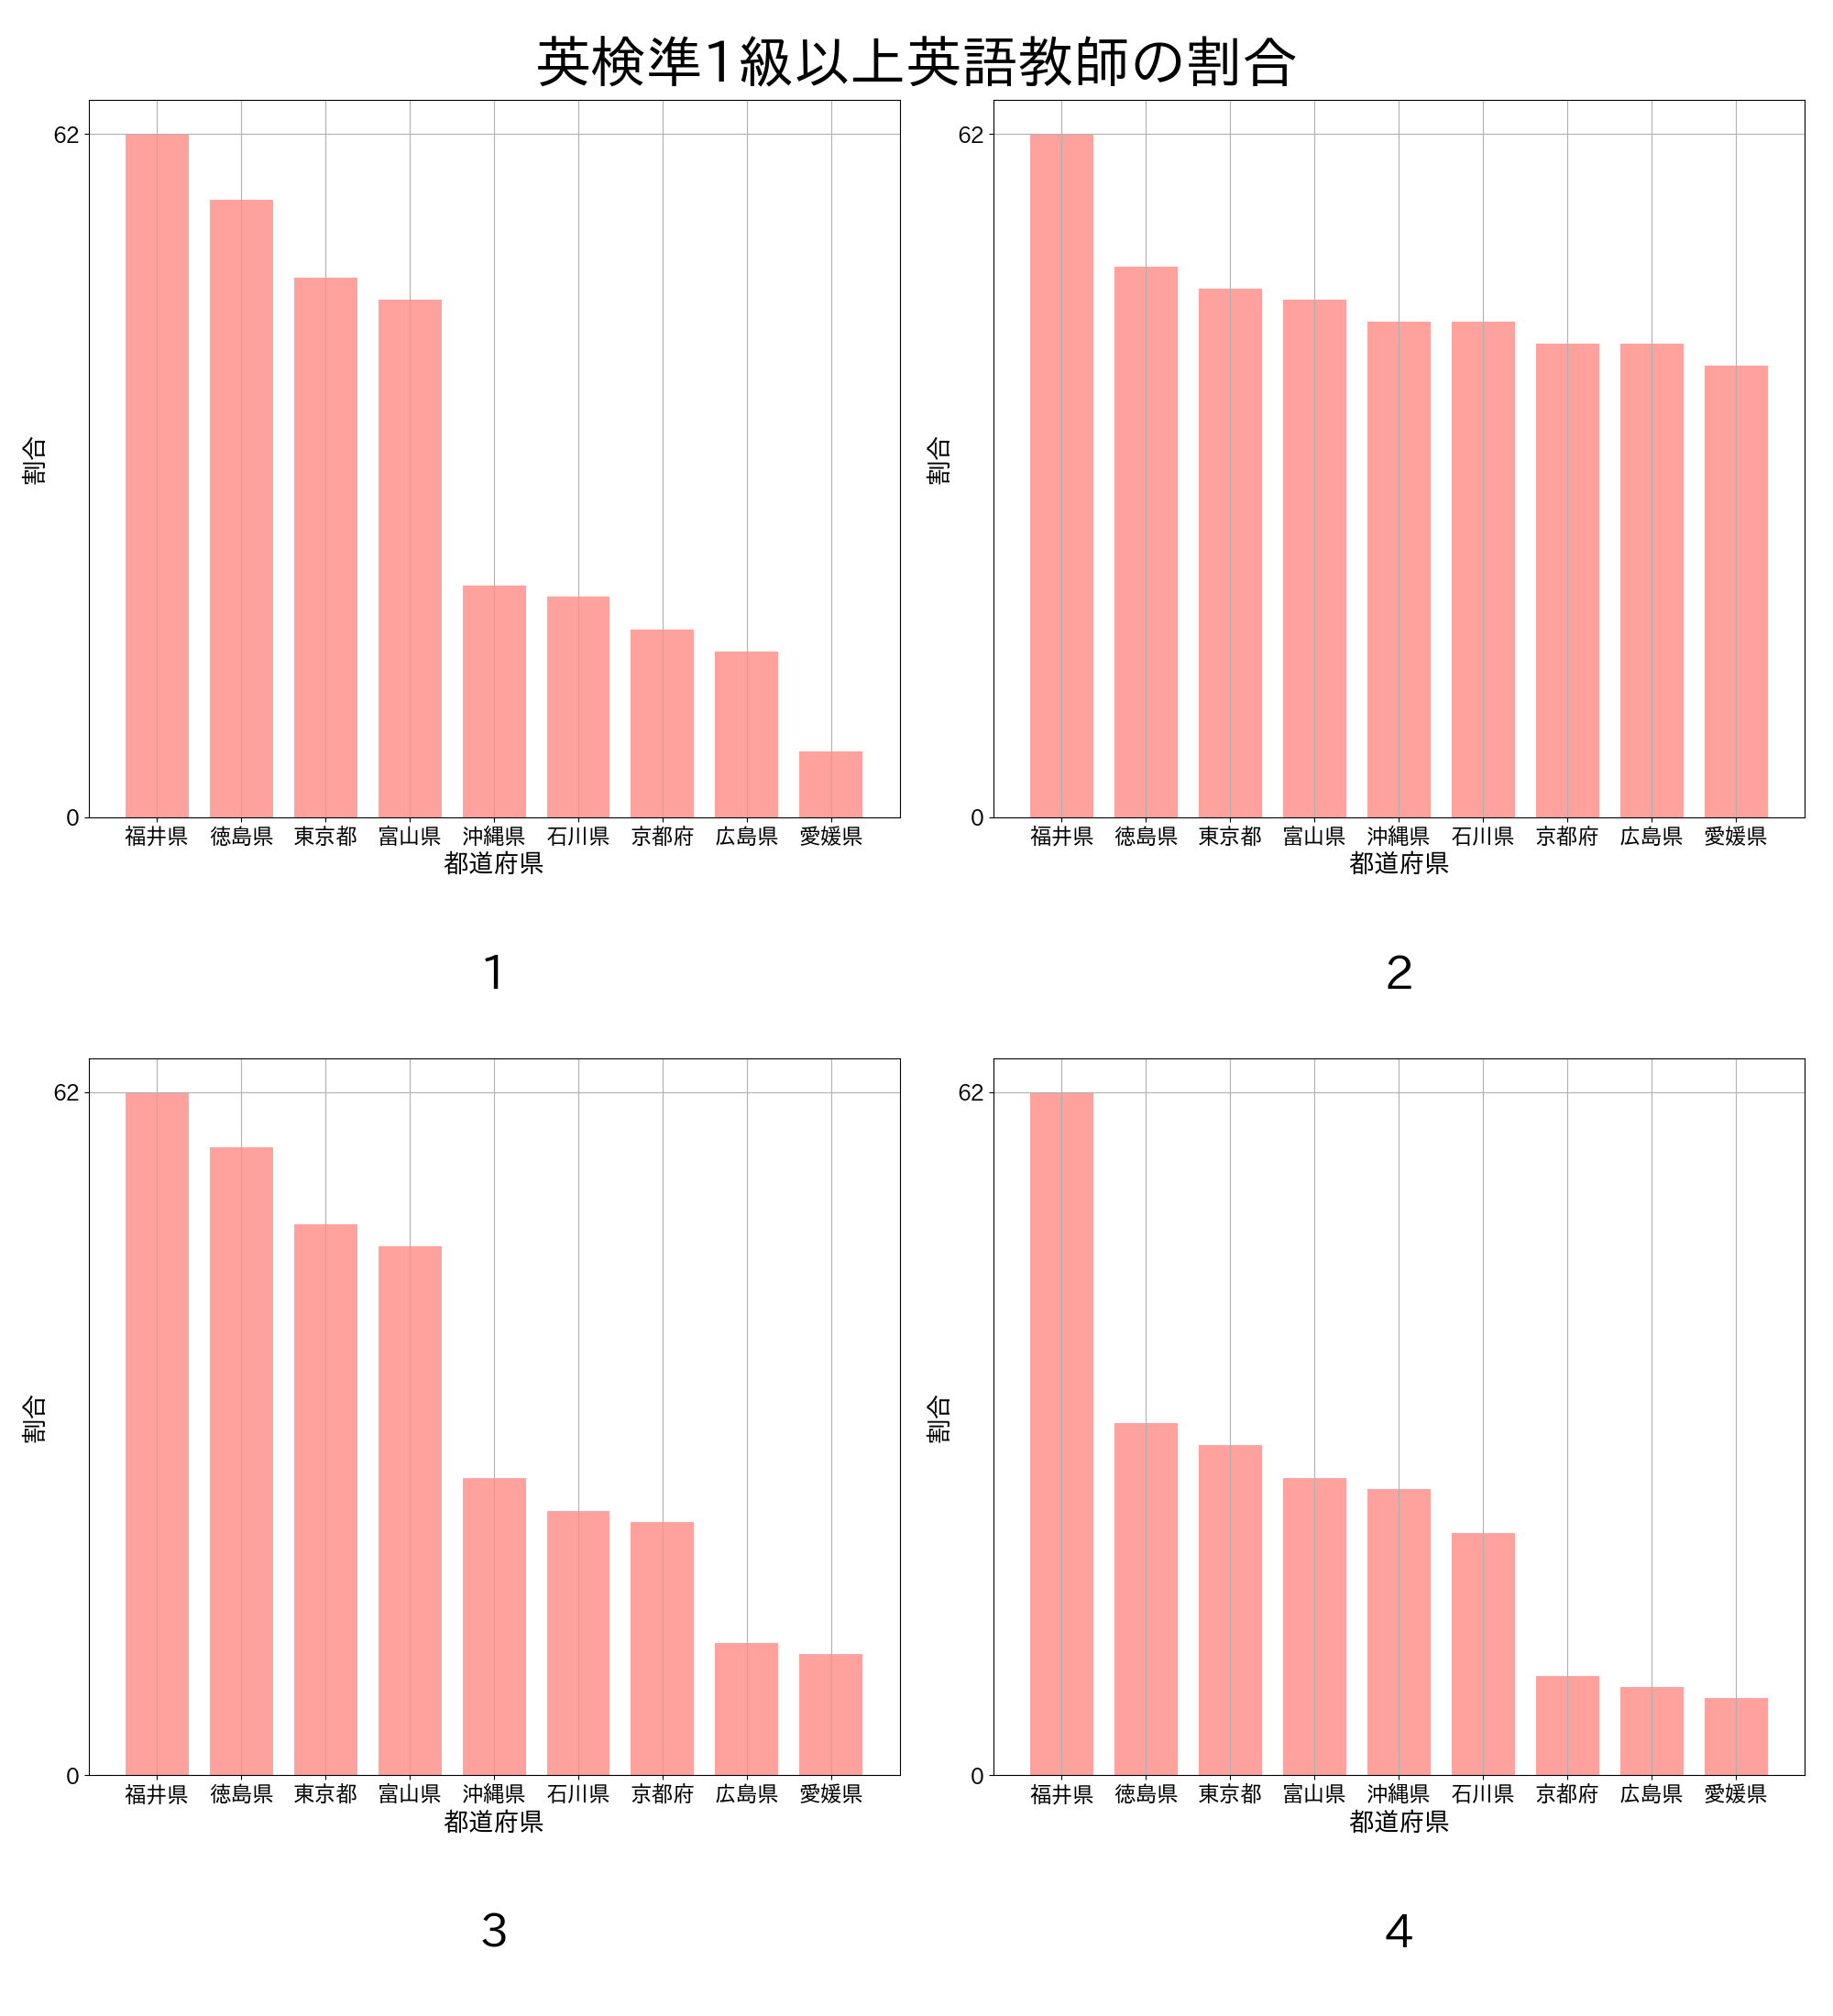 英検準1級以上英語教師の割合
62
0
割合
福井県 徳島県 東京都 富山県 沖縄県 石川県 京都府 広島県 愛媛県
都道府県
1
62
0
割合
福井県 徳島県 東京都 富山県 沖縄県 石川県 京都府 広島県 愛媛県
都道府県
2
62
0
割合
福井県 徳島県 東京都 富山県 沖縄県 石川県 京都府 広島県 愛媛県
都道府県
3
62
0
割合
福井県 徳島県 東京都 富山県 沖縄県 石川県 京都府 広島県 愛媛県
都道府県
4